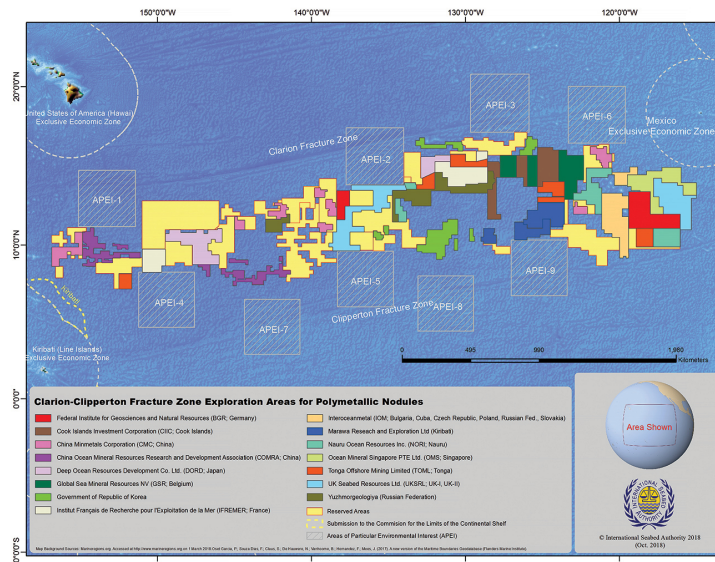 150°0'0"W 140°0'0"W 130°0'0"W 120°0'0"W
20°0'0"N
10°0'0"N
0°0'0"N
0°0'0"S
United States of America (Hawaii)
Exclusive Economic Zone
Mexico
Exclusive Economic Zone
Clarion Fracture Zone
APEI-3
APEI-6
APEI-2
APEI-1
APEI-4
APEI-5
APEI-9
APEI-7
APEI-8
Clipperton Fracture Zone
Kiribati
Kiribati (Line Islands)
Exclusive Economic Zone
0 495 990 1,980
Kilometers
Clarion-Clipperton Fracture Zone Exploration Areas for Polymetallic Nodules
Federal Institute for Geosciences and Natural Resources (BGR; Germany)
Cook Islands Investment Corporation (CIIC; Cook Islands)
China Minmetals Corporation (CMC; China)
China Ocean Mineral Resources Research and Development Association (COMRA; China)
Deep Ocean Resources Development Co. Ltd. (DORD; Japan)
Global Sea Mineral Resources NV (GSR; Belgium)
Government of Republic of Korea
Institut Français de Recherche pour l'Exploitation de la Mer (IFREMER; France)
Interoceanmetal (IOM; Bulgaria, Cuba, Czech Republic, Poland, Russian Fed., Slovakia)
Marawa Reseach and Exploration Ltd (Kiribati)
Nauru Ocean Resources Inc. (NORI; Nauru)
Ocean Mineral Singapore PTE Ltd. (OMS; Singapore)
Tonga Offshore Mining Limited (TOML; Tonga)
UK Seabed Resources Ltd. (UKSRL; UK-I, UK-II)
Yuzhmorgeologiya (Russian Federation)
Reserved Areas
Submission to the Commision for the Limits of the Continental Shelf
Areas of Particular Environmental Interest (APEI)
Area Shown
INTERNATIONAL SEABED AUTHORITY
© International Seabed Authority 2018
(Oct. 2018)